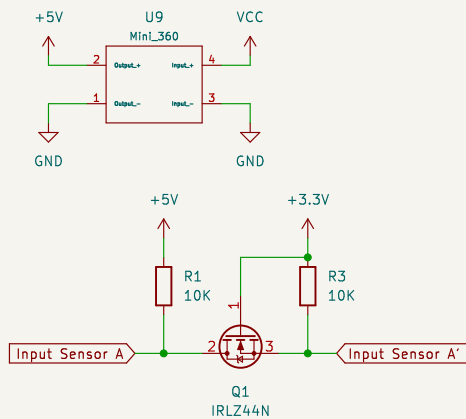 +5V U9 VCC
Mini_360
2 Output_+ Input_+ 4
1 Output_- Input_- 3
GND GND
+5V +3.3V
R1 1 R3
10K 10K
Input Sensor A 2 3 Input Sensor A'
Q1
IRLZ44N